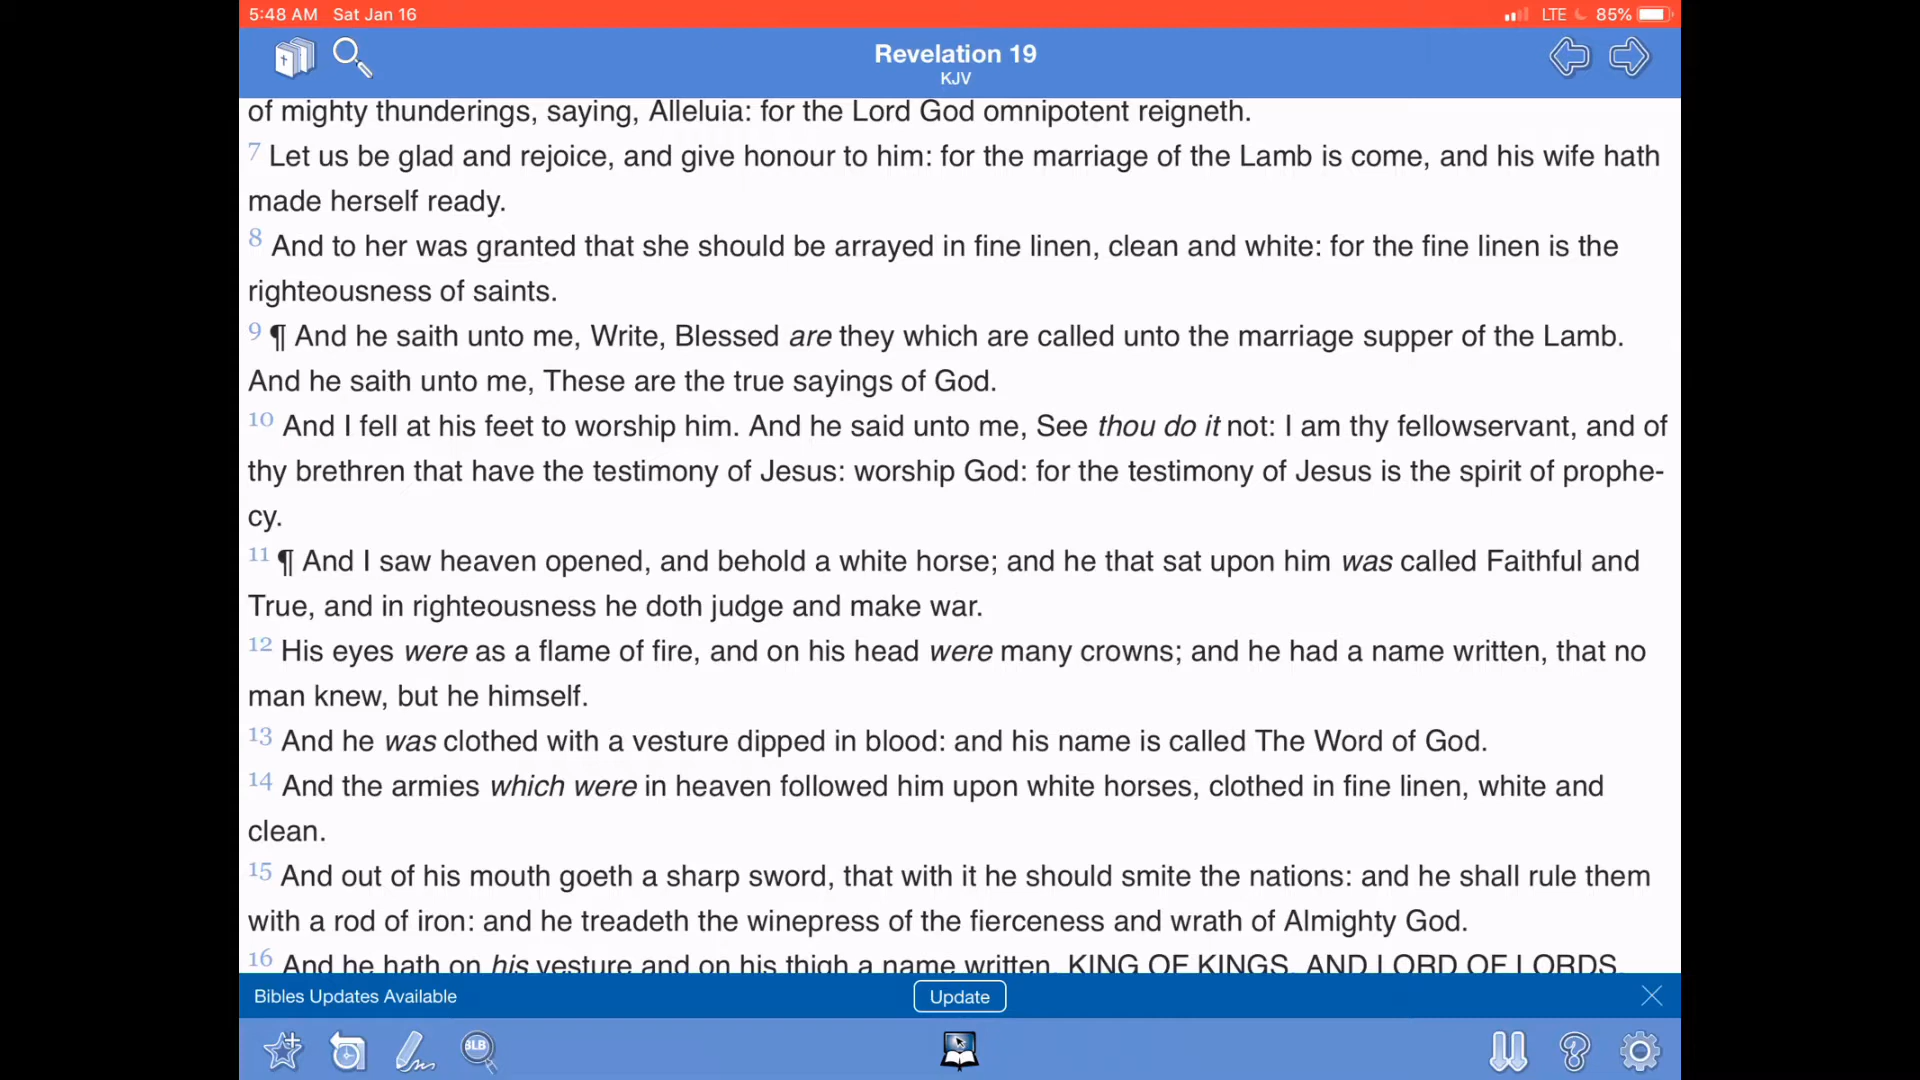 5:48 AM Sat Jan 16 LTE 85%
Revelation 19
KJV
of mighty thunderings, saying, Alleluia: for the Lord God omnipotent reigneth.
7 Let us be glad and rejoice, and give honour to him: for the marriage of the Lamb is come, and his wife hath
made herself ready.
8 And to her was granted that she should be arrayed in fine linen, clean and white: for the fine linen is the
righteousness of saints.
9 ¶ And he saith unto me, Write, Blessed are they which are called unto the marriage supper of the Lamb.
And he saith unto me, These are the true sayings of God.
10 And I fell at his feet to worship him. And he said unto me, See thou do it not: I am thy fellowservant, and of
thy brethren that have the testimony of Jesus: worship God: for the testimony of Jesus is the spirit of prophe-
cy.
11 ¶ And I saw heaven opened, and behold a white horse; and he that sat upon him was called Faithful and
True, and in righteousness he doth judge and make war.
12 His eyes were as a flame of fire, and on his head were many crowns; and he had a name written, that no
man knew, but he himself.
13 And he was clothed with a vesture dipped in blood: and his name is called The Word of God.
14 And the armies which were in heaven followed him upon white horses, clothed in fine linen, white and
clean.
15 And out of his mouth goeth a sharp sword, that with it he should smite the nations: and he shall rule them
with a rod of iron: and he treadeth the winepress of the fierceness and wrath of Almighty God.
16 And he hath on his vesture and on his thigh a name written, KING OF KINGS, AND LORD OF LORDS.
Bibles Updates Available Update
BLB